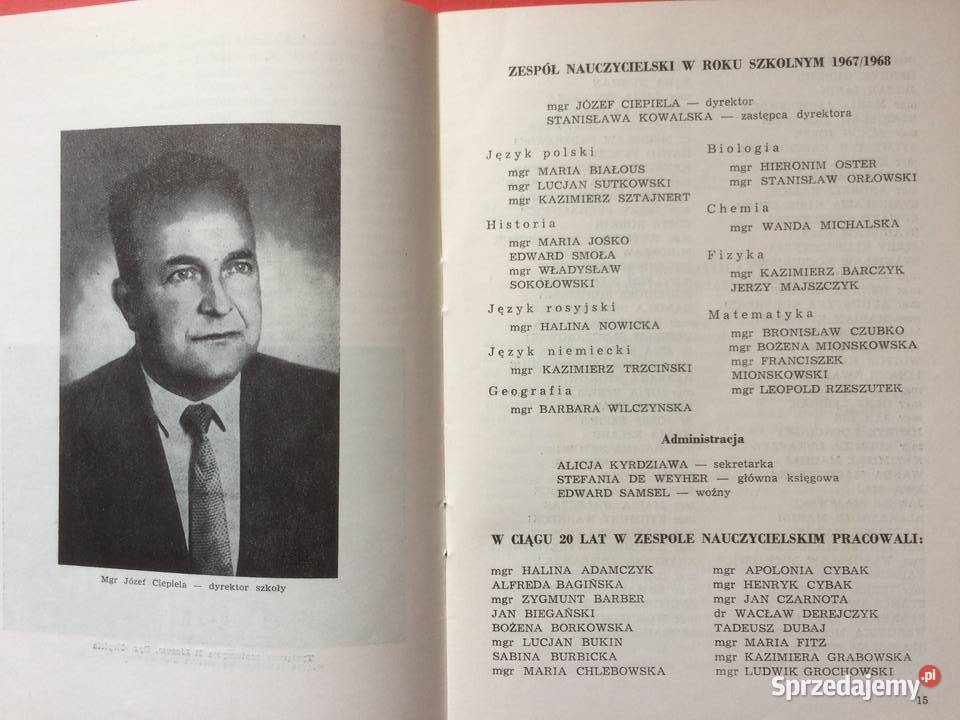 Mgr Józef Ciepiela — dyrektor szkoły
ZESPÓŁ NAUCZYCIELSKI W ROKU SZKOLNYM 1967/1968
mgr JÓZEF CIEPIELA — dyrektor
STANISŁAWA KOWALSKA — zastępca dyrektora
Język polski
mgr MARIA BIAŁOUS
mgr LUCJAN SUTKOWSKI
mgr KAZIMIERZ SZTAJNERT
Historia
mgr MARIA JOŚKO
EDWARD SMOŁA
mgr WŁADYSŁAW
SOKOŁOWSKI
Język rosyjski
mgr HALINA NOWICKA
Język niemiecki
mgr KAZIMIERZ TRZCIŃSKI
Geografia
mgr BARBARA WILCZYNSKA
Biologia
mgr HIERONIM OSTER
mgr STANISŁAW ORŁOWSKI
Chemia
mgr WANDA MICHALSKA
Fizyka
mgr KAZIMIERZ BARCZYK
JERZY MAJSZCZYK
Matematyka
mgr BRONISŁAW CZUBKO
mgr BOŻENA MIONSKOWSKA
mgr FRANCISZEK
MIONSKOWSKI
mgr LEOPOLD RZESZUTEK
Administracja
ALICJA KYRDZIAWA — sekretarka
STEFANIA DE WEYHER — główna księgowa
EDWARD SAMSEL — woźny
W CIĄGU 20 LAT W ZESPOLE NAUCZYCIELSKIM PRACOWALI:
mgr HALINA ADAMCZYK
ALFREDA BAGIŃSKA
mgr ZYGMUNT BARBER
JAN BIEGAŃSKI
BOŻENA BORKOWSKA
mgr LUCJAN BUKIN
SABINA BURBICKA
mgr MARIA CHLEBOWSKA
mgr APOLONIA CYBAK
mgr HENRYK CYBAK
mgr JAN CZARNOTA
dr WACŁAW DEREJCZYK
TADEUSZ DUBAJ
mgr MARIA FITZ
mgr KAZIMIERA GRABOWSKA
mgr LUDWIK GROCHOWSKI
15
Sprzedajemy.pl